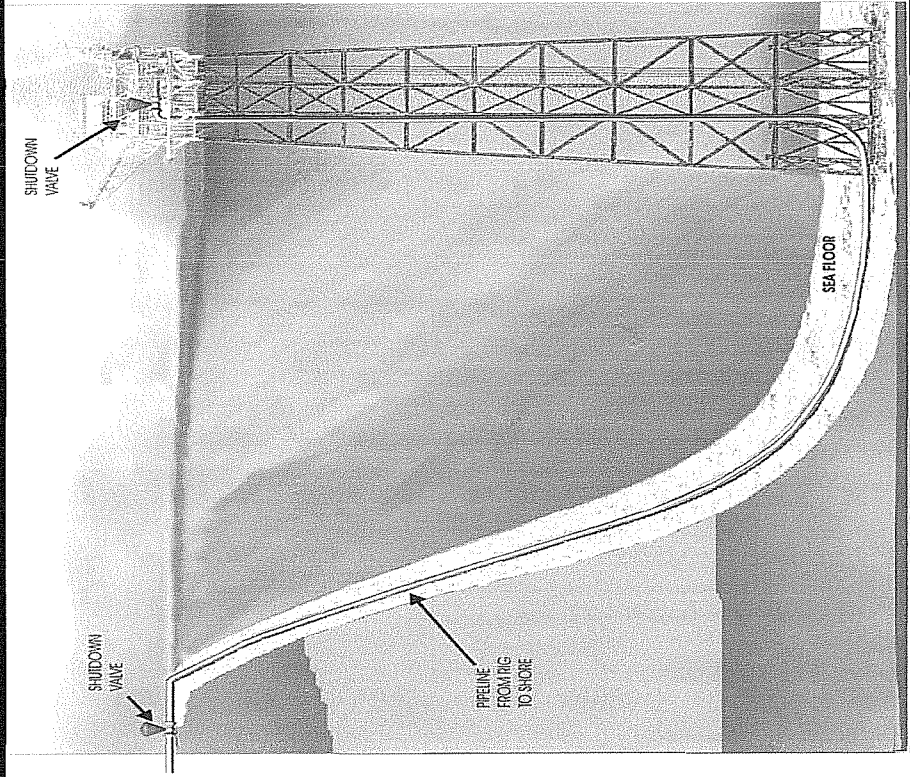 SHUTDOWN
VALVE
SHUTDOWN
VALVE
PIPELINE
FROM RIG
TO SHORE
SEA FLOOR